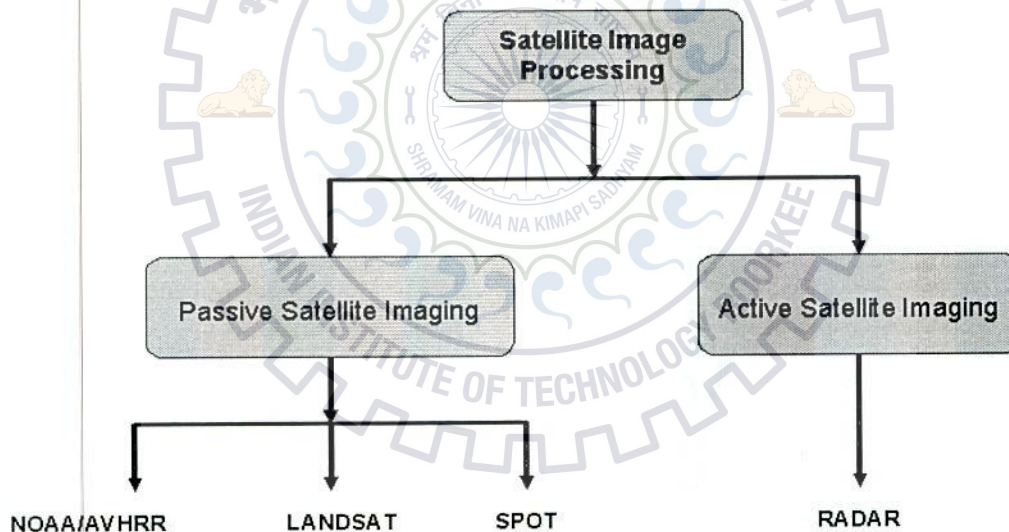 Satellite Image
Processing
SHRAMAM VINA NA KIMAPI SADHYAM
INDIAN INSTITUTE OF TECHNOLOGY ROORKEE
Passive Satellite Imaging
Active Satellite Imaging
NOAA/AVHRR
LANDSAT
SPOT
RADAR